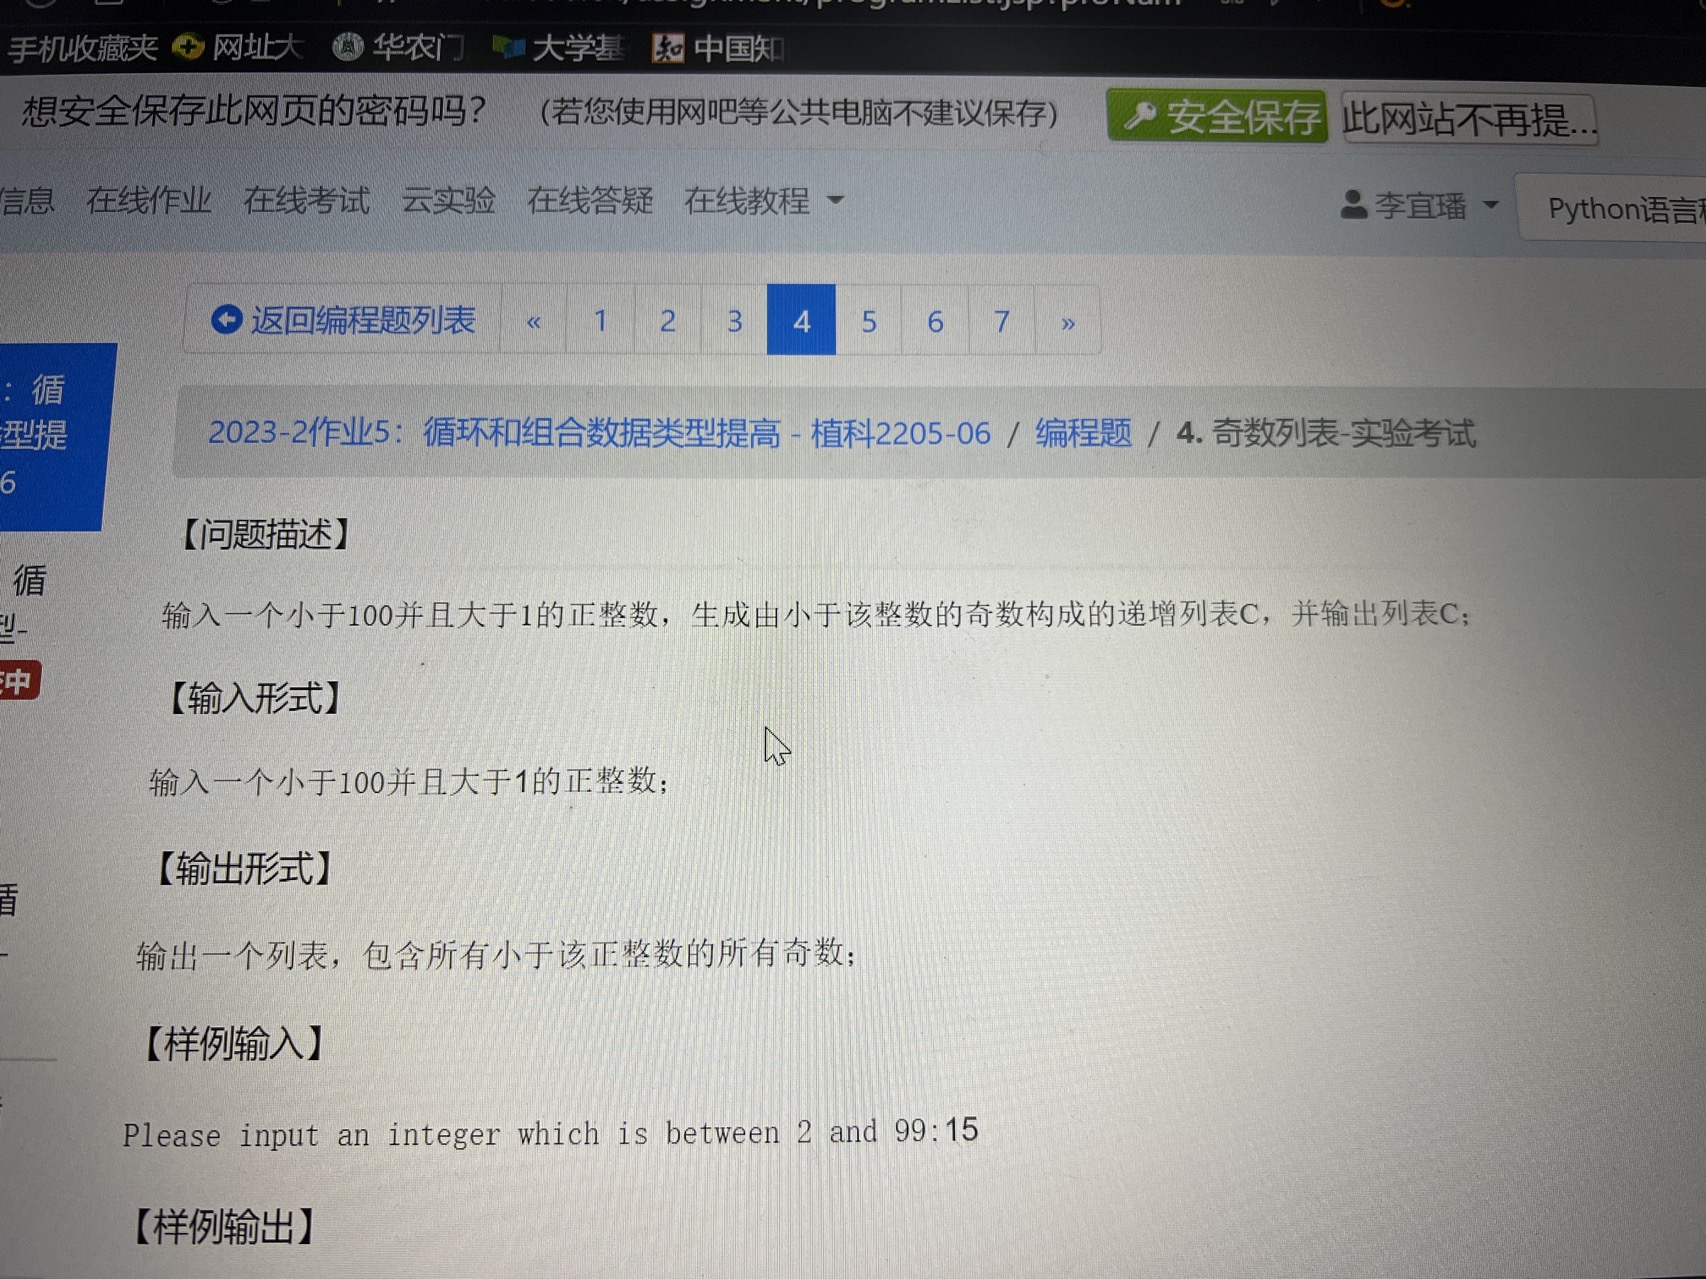 手机收藏夹 网址大 华农门 大学基 中国知
想安全保存此网页的密码吗? (若您使用网吧等公共电脑不建议保存) 安全保存 此网站不再提...
信息 在线作业 在线考试 云实验 在线答疑 在线教程 李宜璠 Python语言
返回编程题列表 « 1 2 3 4 5 6 7 »
：循
型提
6
2023-2作业5：循环和组合数据类型提高 - 植科2205-06 / 编程题 / 4. 奇数列表-实验考试
【问题描述】
循
型-
输入一个小于100并且大于1的正整数，生成由小于该整数的奇数构成的递增列表C，并输出列表C；
中
【输入形式】
输入一个小于100并且大于1的正整数；
【输出形式】
循
输出一个列表，包含所有小于该正整数的所有奇数；
【样例输入】
Please input an integer which is between 2 and 99:15
【样例输出】